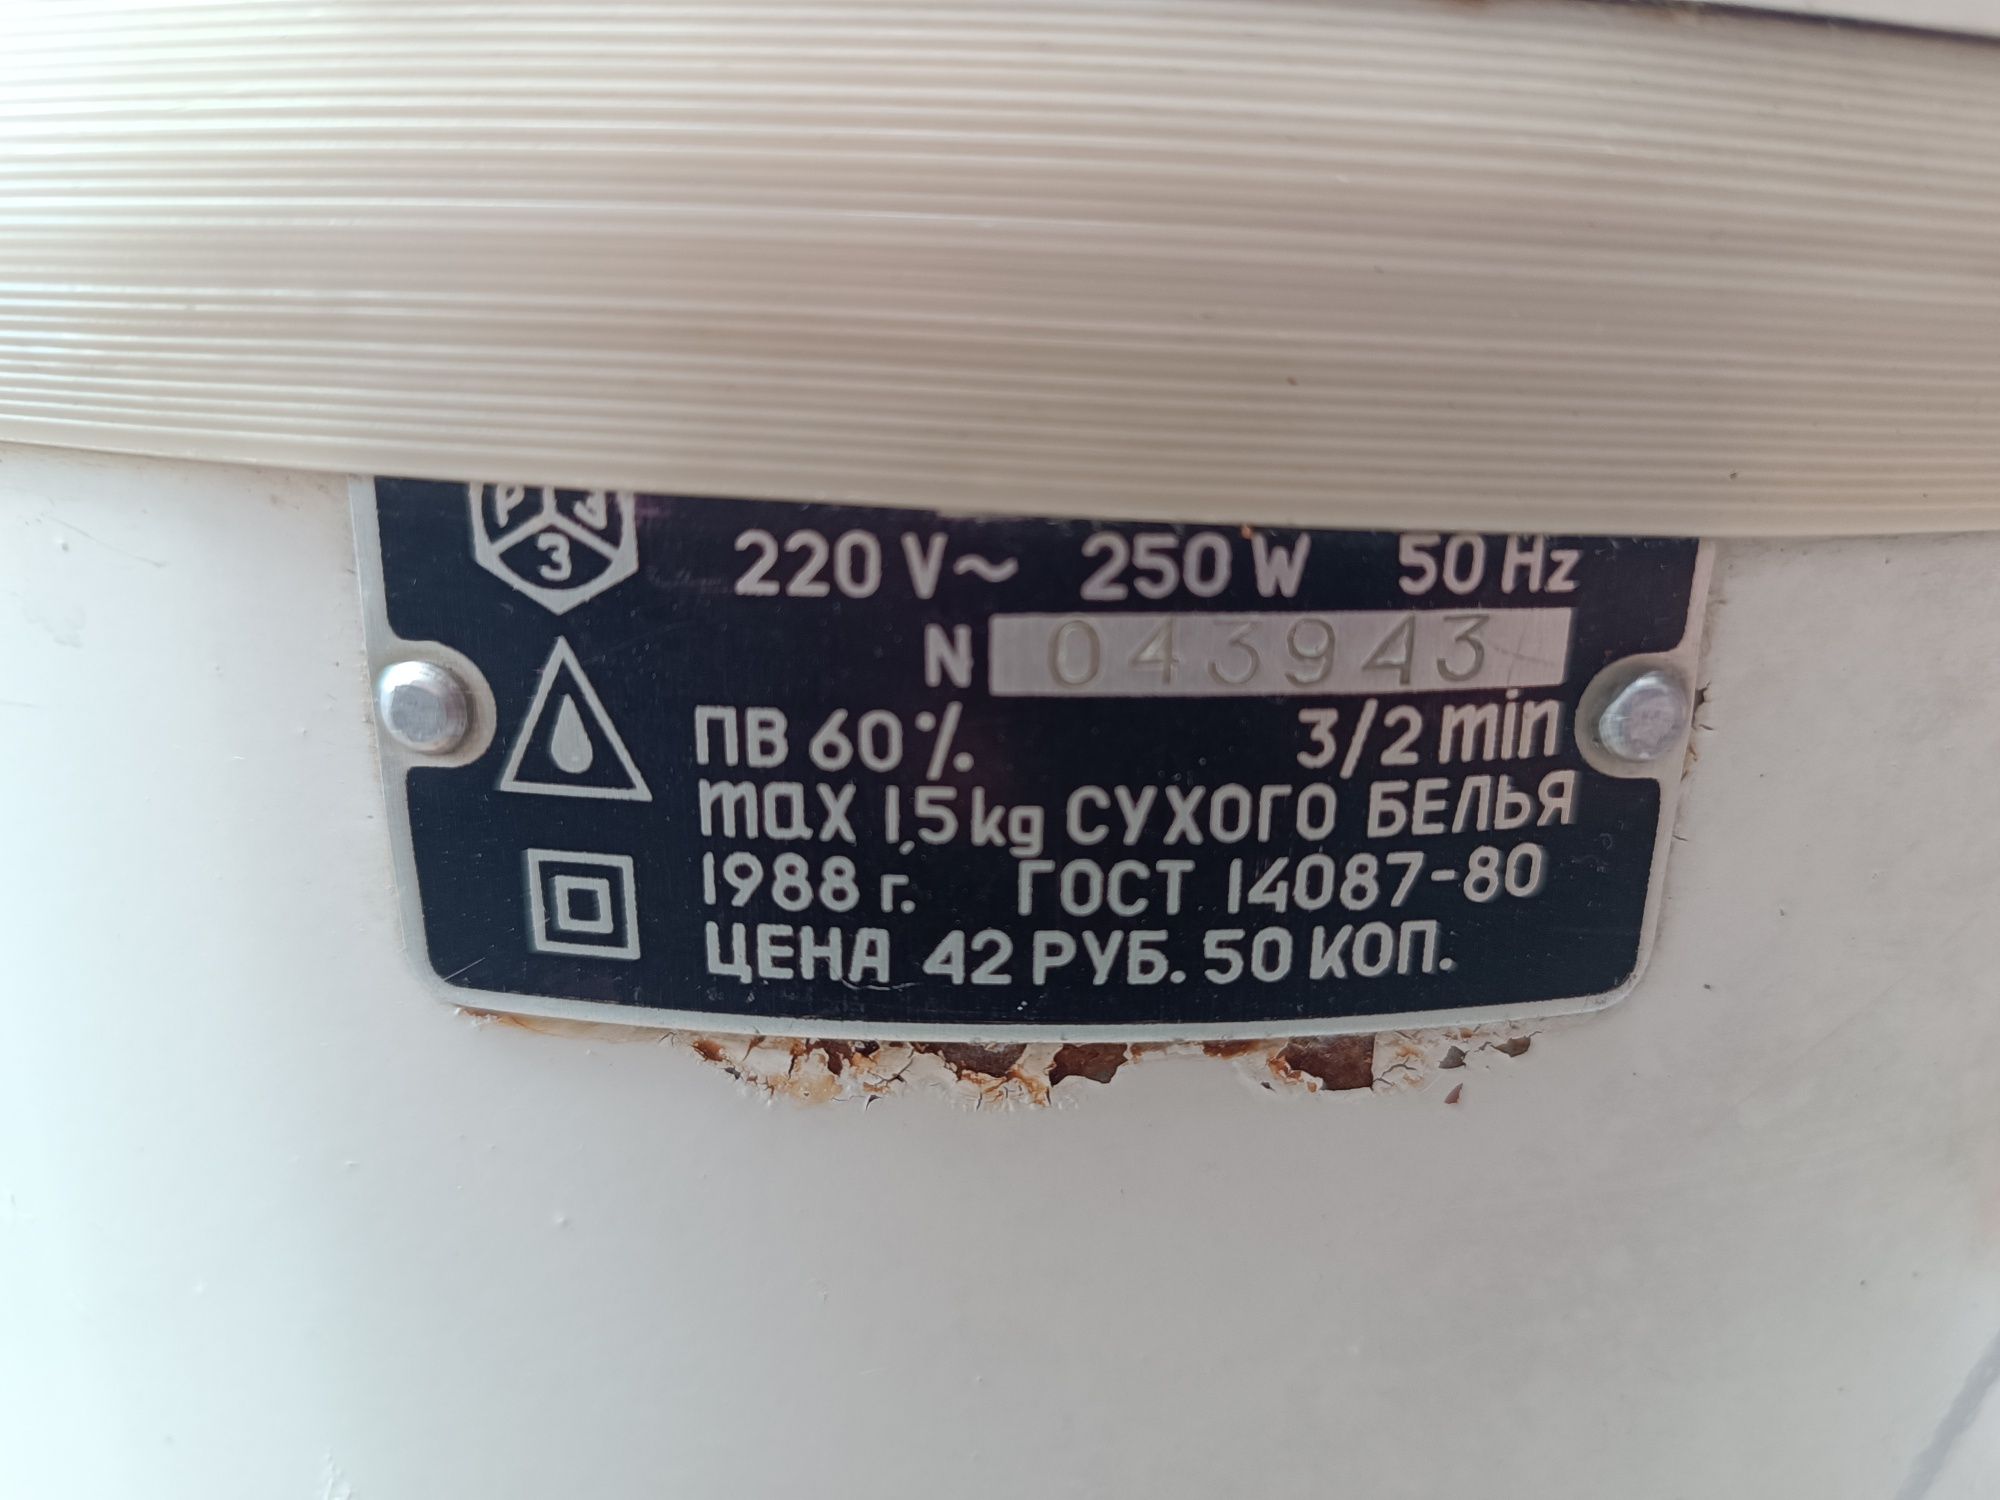 Р З З
220 V~ 250 W 50 Hz
N 043943
ПВ 60% 3/2 min
max 1,5 kg СУХОГО БЕЛЬЯ
1988 г. ГОСТ 14087-80
ЦЕНА 42 РУБ. 50 КОП.